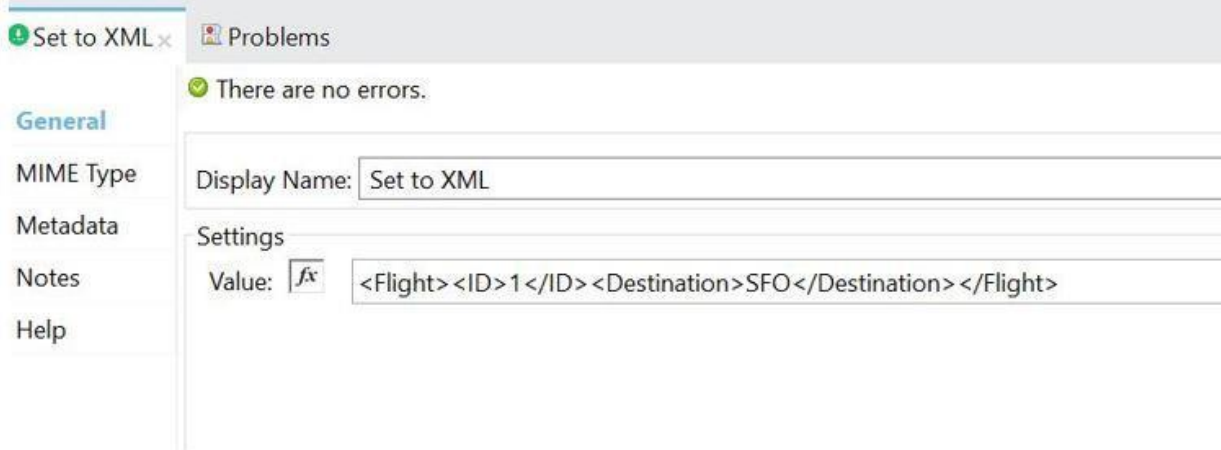 Set to XML
Problems
There are no errors.
General
MIME Type
Metadata
Notes
Help
Display Name: Set to XML
Settings
Value: fx <Flight><ID>1</ID><Destination>SFO</Destination></Flight>